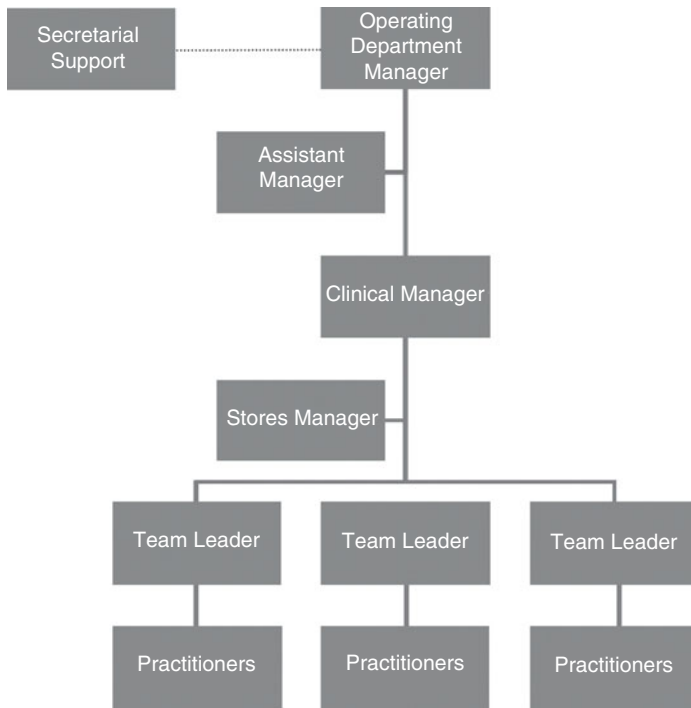 Secretarial
Support
Operating
Department
Manager
Assistant
Manager
Clinical Manager
Stores Manager
Team Leader
Team Leader
Team Leader
Practitioners
Practitioners
Practitioners